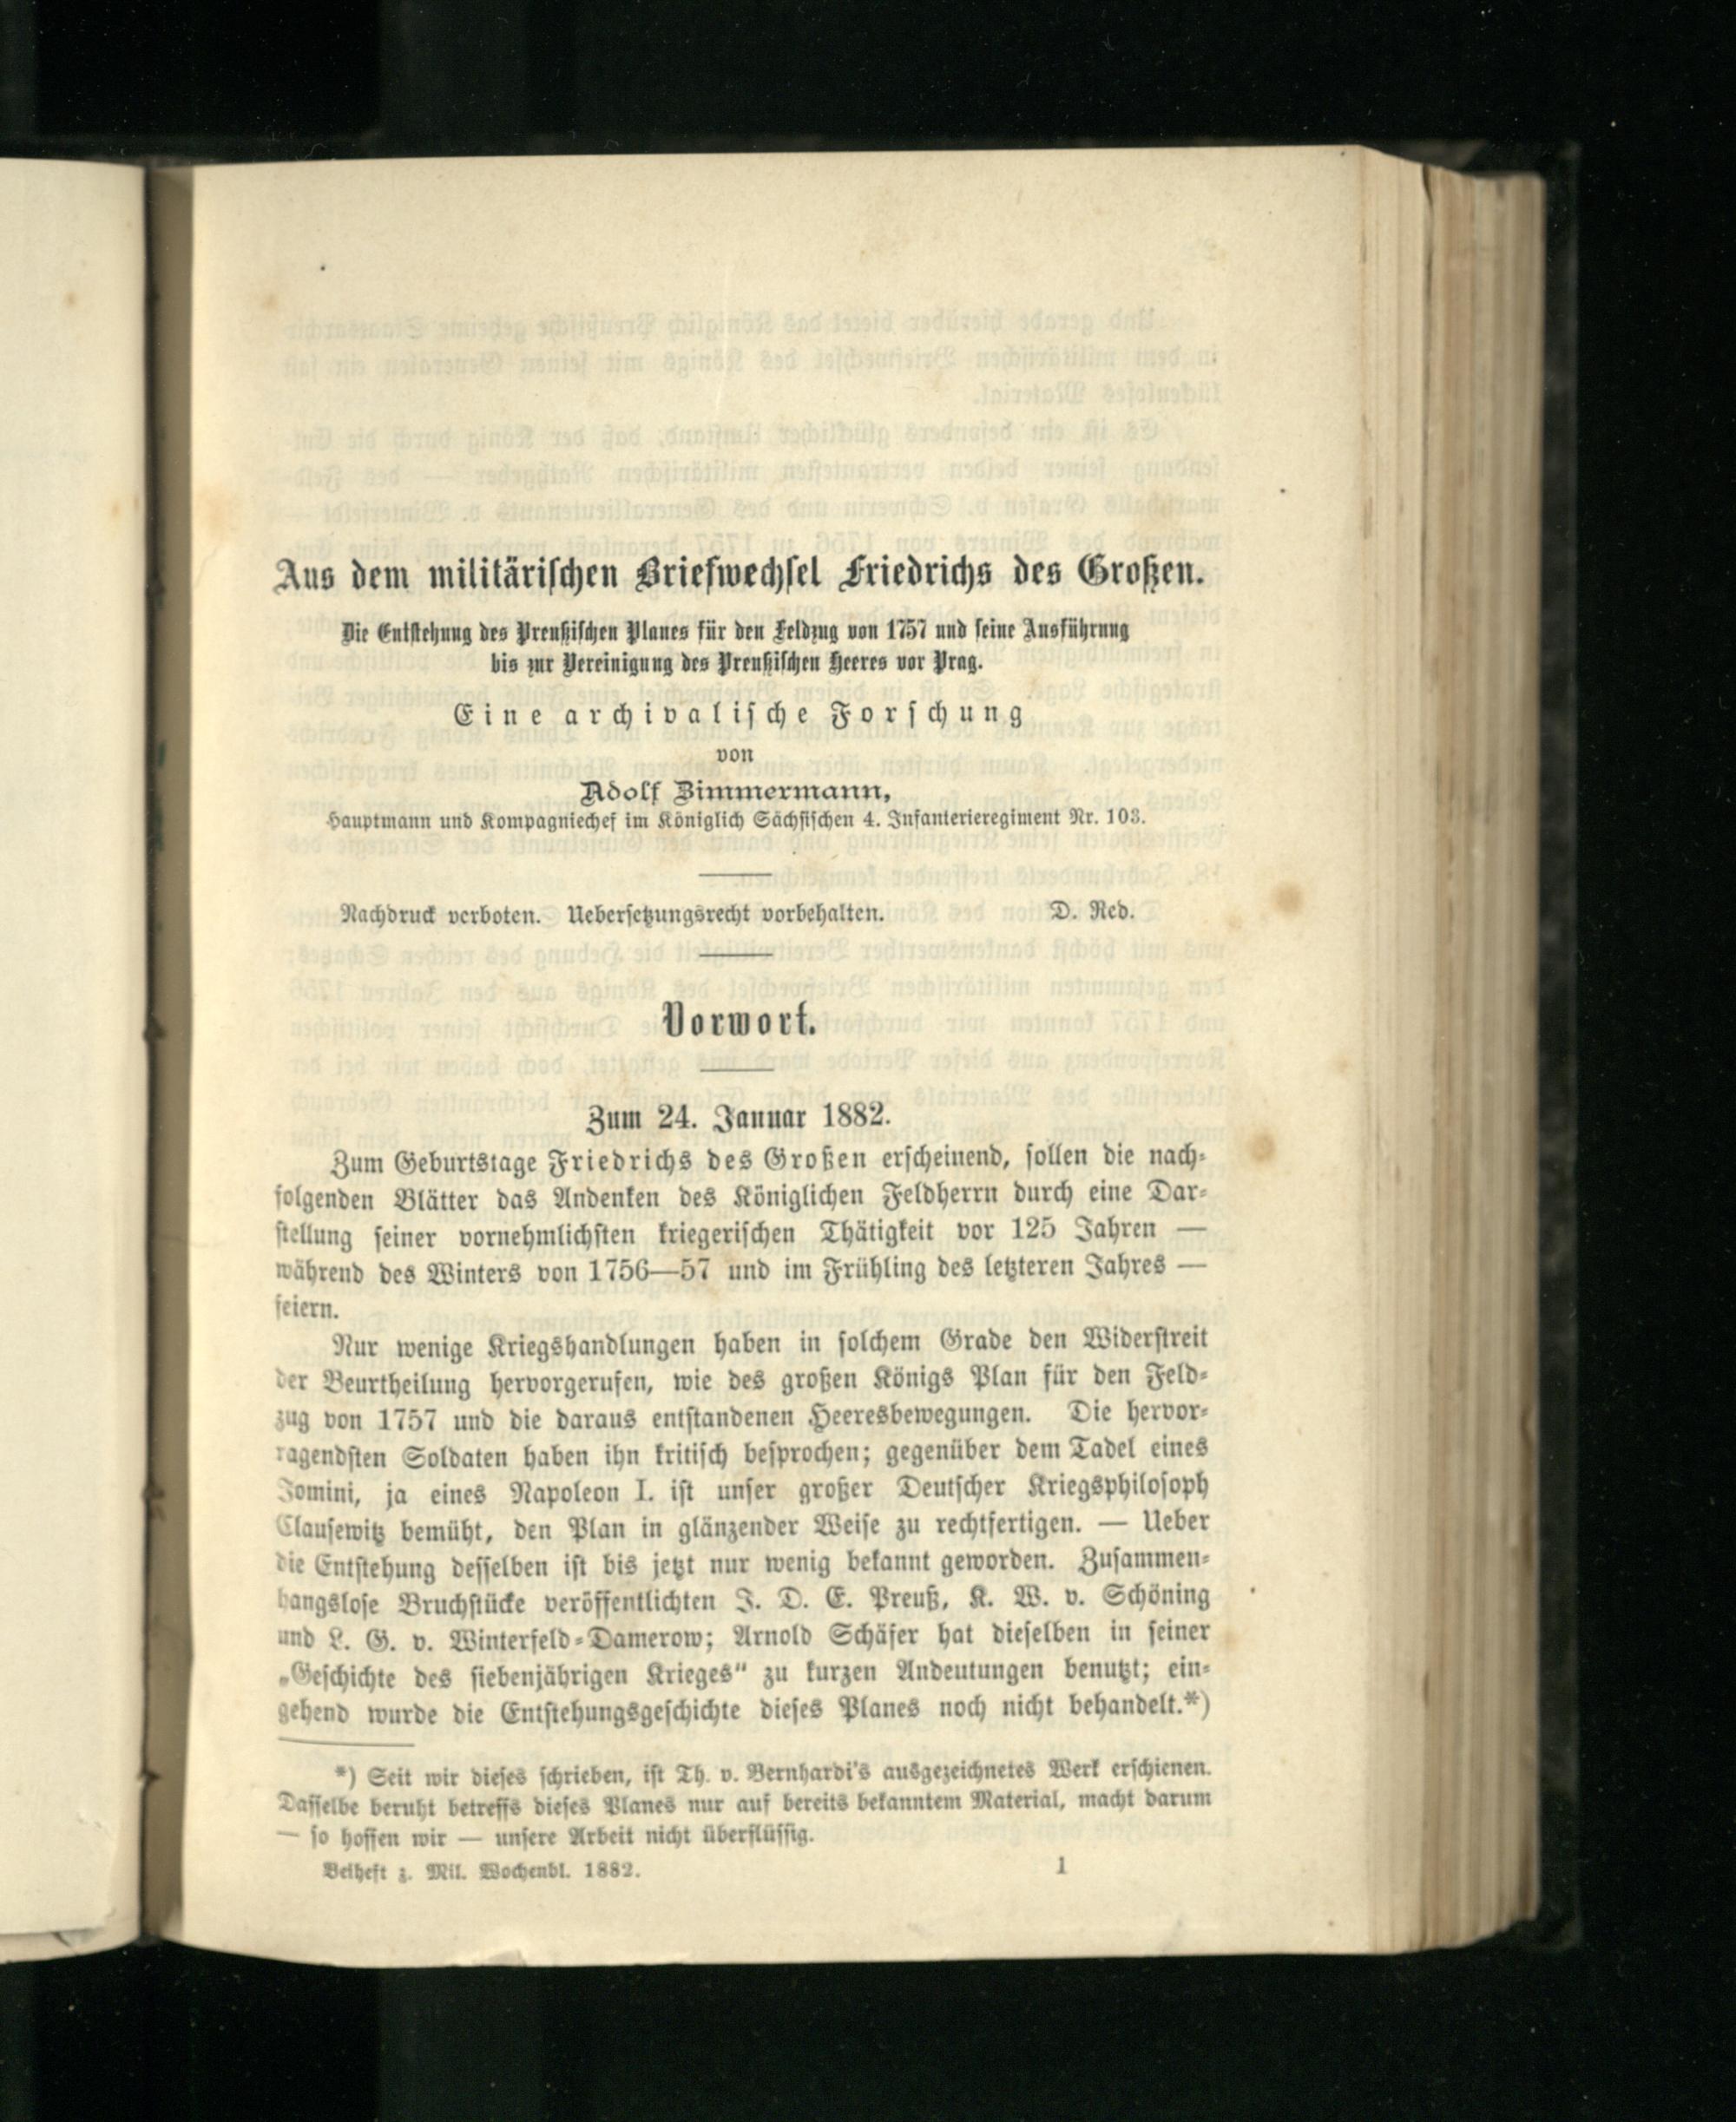 Aus dem militärischen Briefwechsel Friedrichs des Großen.
Die Entstehung des Preußischen Planes für den Feldzug von 1757 und seine Ausführung
bis zur Vereinigung des Preußischen Heeres vor Prag.
Eine archivalische Forschung
von
Adolf Zimmermann,
Hauptmann und Kompagniechef im Königlich Sächsischen 4. Infanterieregiment Nr. 103.
Nachdruck verboten. Uebersetzungsrecht vorbehalten. D. Red.
Vorwort.
Zum 24. Januar 1882.
Zum Geburtstage Friedrichs des Großen erscheinend, sollen die nach-
folgenden Blätter das Andenken des Königlichen Feldherrn durch eine Dar-
stellung seiner vornehmlichsten kriegerischen Thätigkeit vor 125 Jahren —
während des Winters von 1756—57 und im Frühling des letzteren Jahres —
feiern.
Nur wenige Kriegshandlungen haben in solchem Grade den Widerstreit
der Beurtheilung hervorgerufen, wie des großen Königs Plan für den Feld-
zug von 1757 und die daraus entstandenen Heeresbewegungen. Die hervor-
ragendsten Soldaten haben ihn kritisch besprochen; gegenüber dem Tadel eines
Jomini, ja eines Napoleon I. ist unser großer Deutscher Kriegsphilosoph
Clausewitz bemüht, den Plan in glänzender Weise zu rechtfertigen. — Ueber
die Entstehung desselben ist bis jetzt nur wenig bekannt geworden. Zusammen-
hangslose Bruchstücke veröffentlichten J. D. E. Preuß, K. W. v. Schöning
und L. G. v. Winterfeld-Damerow; Arnold Schäfer hat dieselben in seiner
„Geschichte des siebenjährigen Krieges“ zu kurzen Andeutungen benutzt; ein-
gehend wurde die Entstehungsgeschichte dieses Planes noch nicht behandelt.*)
*) Seit wir dieses schrieben, ist Th. v. Bernhardi's ausgezeichnetes Werk erschienen.
Dasselbe beruht betreffs dieses Planes nur auf bereits bekanntem Material, macht darum
— so hoffen wir — unsere Arbeit nicht überflüssig.
Beiheft z. Mil. Wochenbl. 1882. 1